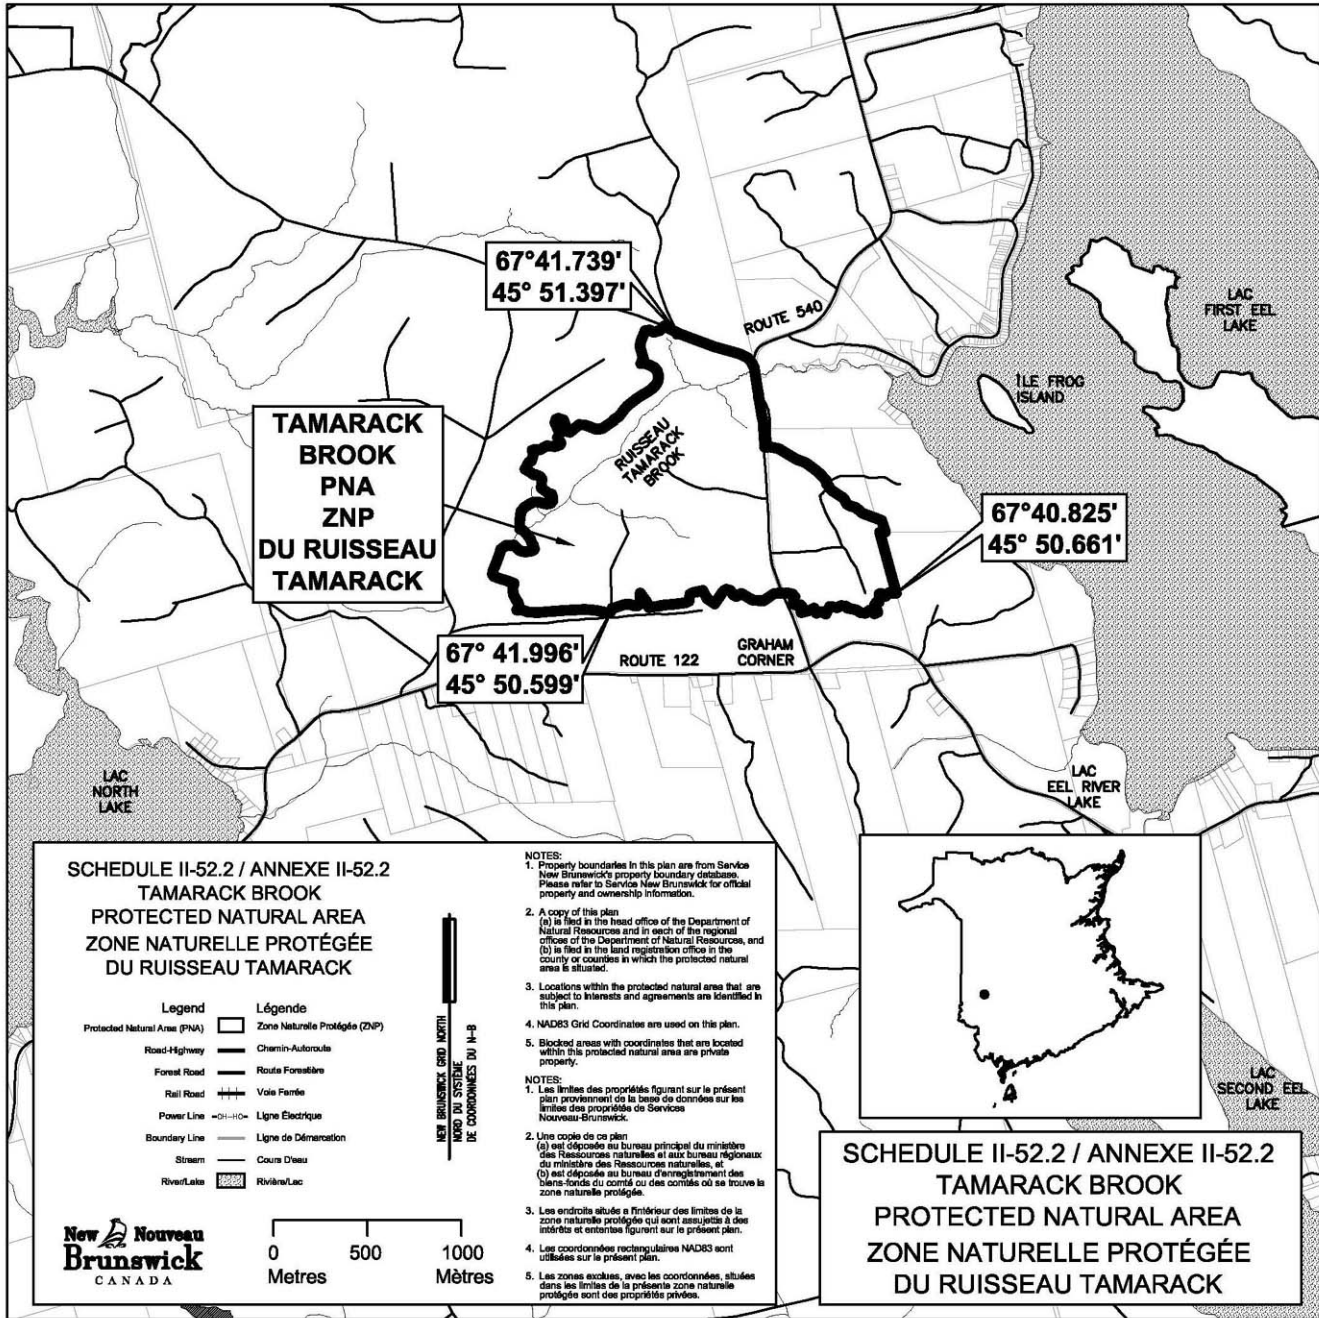 67°41.739'
45° 51.397'
ROUTE 540
LAC
FIRST EEL
LAKE
ÎLE FROG
ISLAND
TAMARACK
BROOK
PNA
ZNP
DU RUISSEAU
TAMARACK
RUISSEAU
TAMARACK
BROOK
67°40.825'
45° 50.661'
67° 41.996'
45° 50.599'
ROUTE 122
GRAHAM
CORNER
LAC
NORTH
LAKE
LAC
EEL RIVER
LAKE
LAC
SECOND EEL
LAKE
SCHEDULE II-52.2 / ANNEXE II-52.2
TAMARACK BROOK
PROTECTED NATURAL AREA
ZONE NATURELLE PROTÉGÉE
DU RUISSEAU TAMARACK
Legend Légende
Protected Natural Area (PNA) Zone Naturelle Protégée (ZNP)
Road-Highway Chemin-Autoroute
Forest Road Route Forestière
Rail Road Voie Ferrée
Power Line Ligne Électrique
Boundary Line Ligne de Démarcation
Stream Cours D'eau
River/Lake Rivière/Lac
NEW BRUNSWICK GRID NORTH
NORD DU SYSTÈME
DE COORDONNÉES DU N-B
New Nouveau
Brunswick
CANADA
0 500 1000
Metres Mètres
NOTES:
1. Property boundaries in this plan are from Service
New Brunswick's property boundary database.
Please refer to Service New Brunswick for official
property and ownership information.
2. A copy of this plan
(a) is filed in the head office of the Department of
Natural Resources and in each of the regional
offices of the Department of Natural Resources, and
(b) is filed in the land registration office in the
county or counties in which the protected natural
area is situated.
3. Locations within the protected natural area that are
subject to interests and agreements are identified in
this plan.
4. NAD83 Grid Coordinates are used on this plan.
5. Blocked areas with coordinates that are located
within this protected natural area are private
property.
NOTES:
1. Les limites des propriétés figurant sur le présent
plan proviennent de la base de données sur les
limites des propriétés de Services
Nouveau-Brunswick.
2. Une copie de ce plan
(a) est déposée au bureau principal du ministère
des Ressources naturelles et aux bureau régionaux
du ministère des Ressources naturelles, et
(b) est déposée au bureau d'enregistrement des
biens-fonds du comté ou des comtés où se trouve la
zone naturelle protégée.
3. Les endroits situés a l'intérieur des limites de la
zone naturelle protégée qui sont assujettis à des
intérêts et ententes figurent sur le présent plan.
4. Les coordonnées rectangulaires NAD83 sont
utilisées sur le présent plan.
5. Les zones exclues, avec les coordonnées, situées
dans les limites de la présente zone naturelle
protégée sont des propriétés privées.
SCHEDULE II-52.2 / ANNEXE II-52.2
TAMARACK BROOK
PROTECTED NATURAL AREA
ZONE NATURELLE PROTÉGÉE
DU RUISSEAU TAMARACK